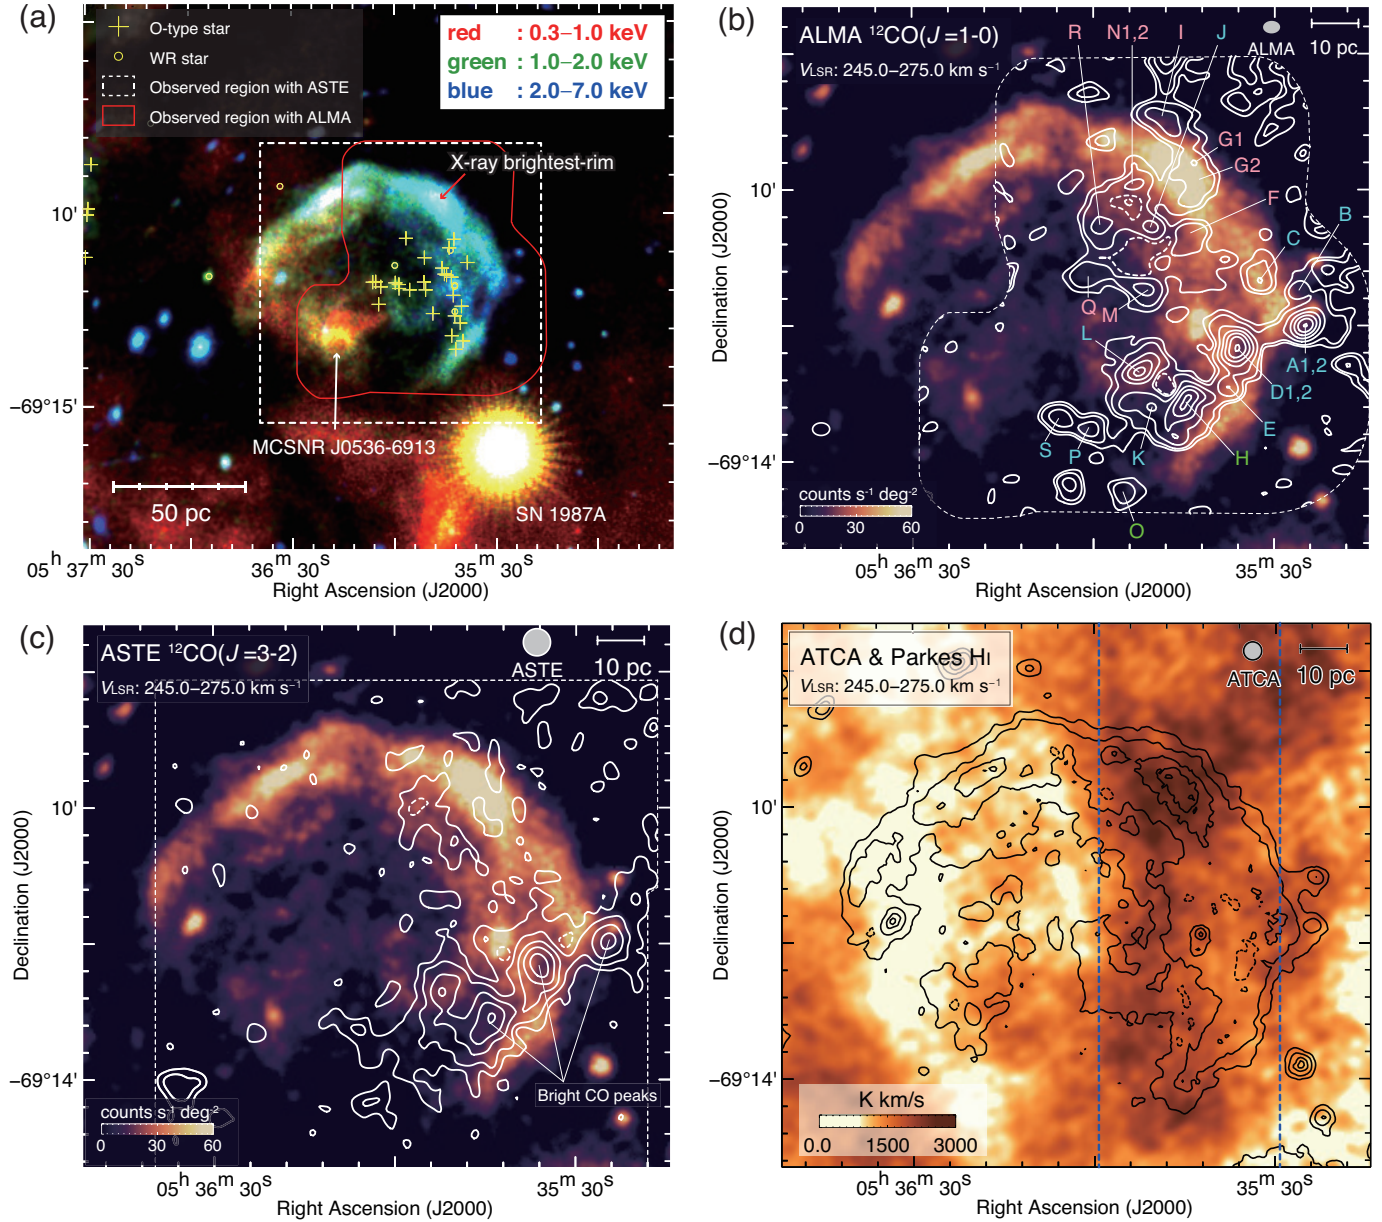 (a)
O-type star
WR star
Observed region with ASTE
Observed region with ALMA
red : 0.3–1.0 keV
green : 1.0–2.0 keV
blue : 2.0–7.0 keV
X-ray brightest-rim
10'
−69°15'
MCSNR J0536-6913
50 pc
SN 1987A
05h 37m 30s
36m 30s
35m 30s
Right Ascension (J2000)
(b)
ALMA 12CO(J=1-0)
VLSR: 245.0–275.0 km s−1
ALMA
10 pc
R
N1,2
I
J
G1
G2
F
B
C
Q
M
L
A1,2
D1,2
E
S
P
K
H
O
Declination (J2000)
10'
−69°14'
counts s-1 deg-2
0 30 60
05h 36m 30s
35m 30s
Right Ascension (J2000)
(c)
ASTE 12CO(J=3-2)
VLSR: 245.0–275.0 km s−1
ASTE
10 pc
Declination (J2000)
10'
−69°14'
Bright CO peaks
counts s-1 deg-2
0 30 60
05h 36m 30s
35m 30s
Right Ascension (J2000)
(d)
ATCA & Parkes HI
VLSR: 245.0–275.0 km s−1
ATCA
10 pc
Declination (J2000)
10'
−69°14'
K km/s
0.0 1500 3000
05h 36m 30s
35m 30s
Right Ascension (J2000)